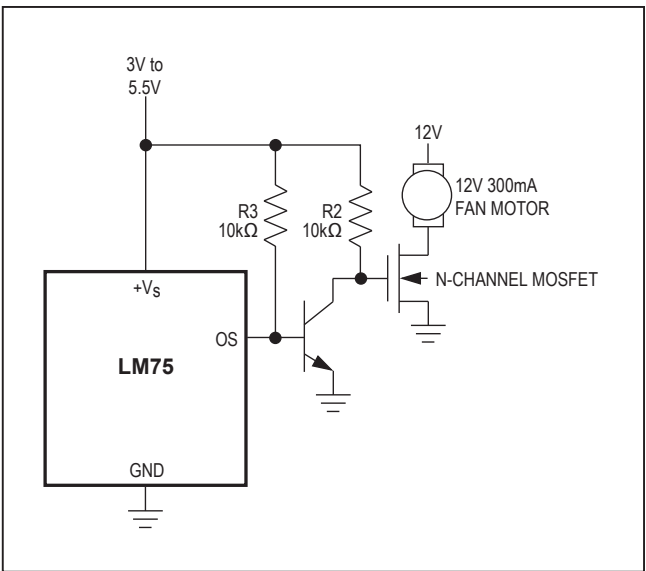 3V to
5.5V
12V
12V 300mA
FAN MOTOR
R3
10kΩ
R2
10kΩ
N-CHANNEL MOSFET
+VS
OS
LM75
GND